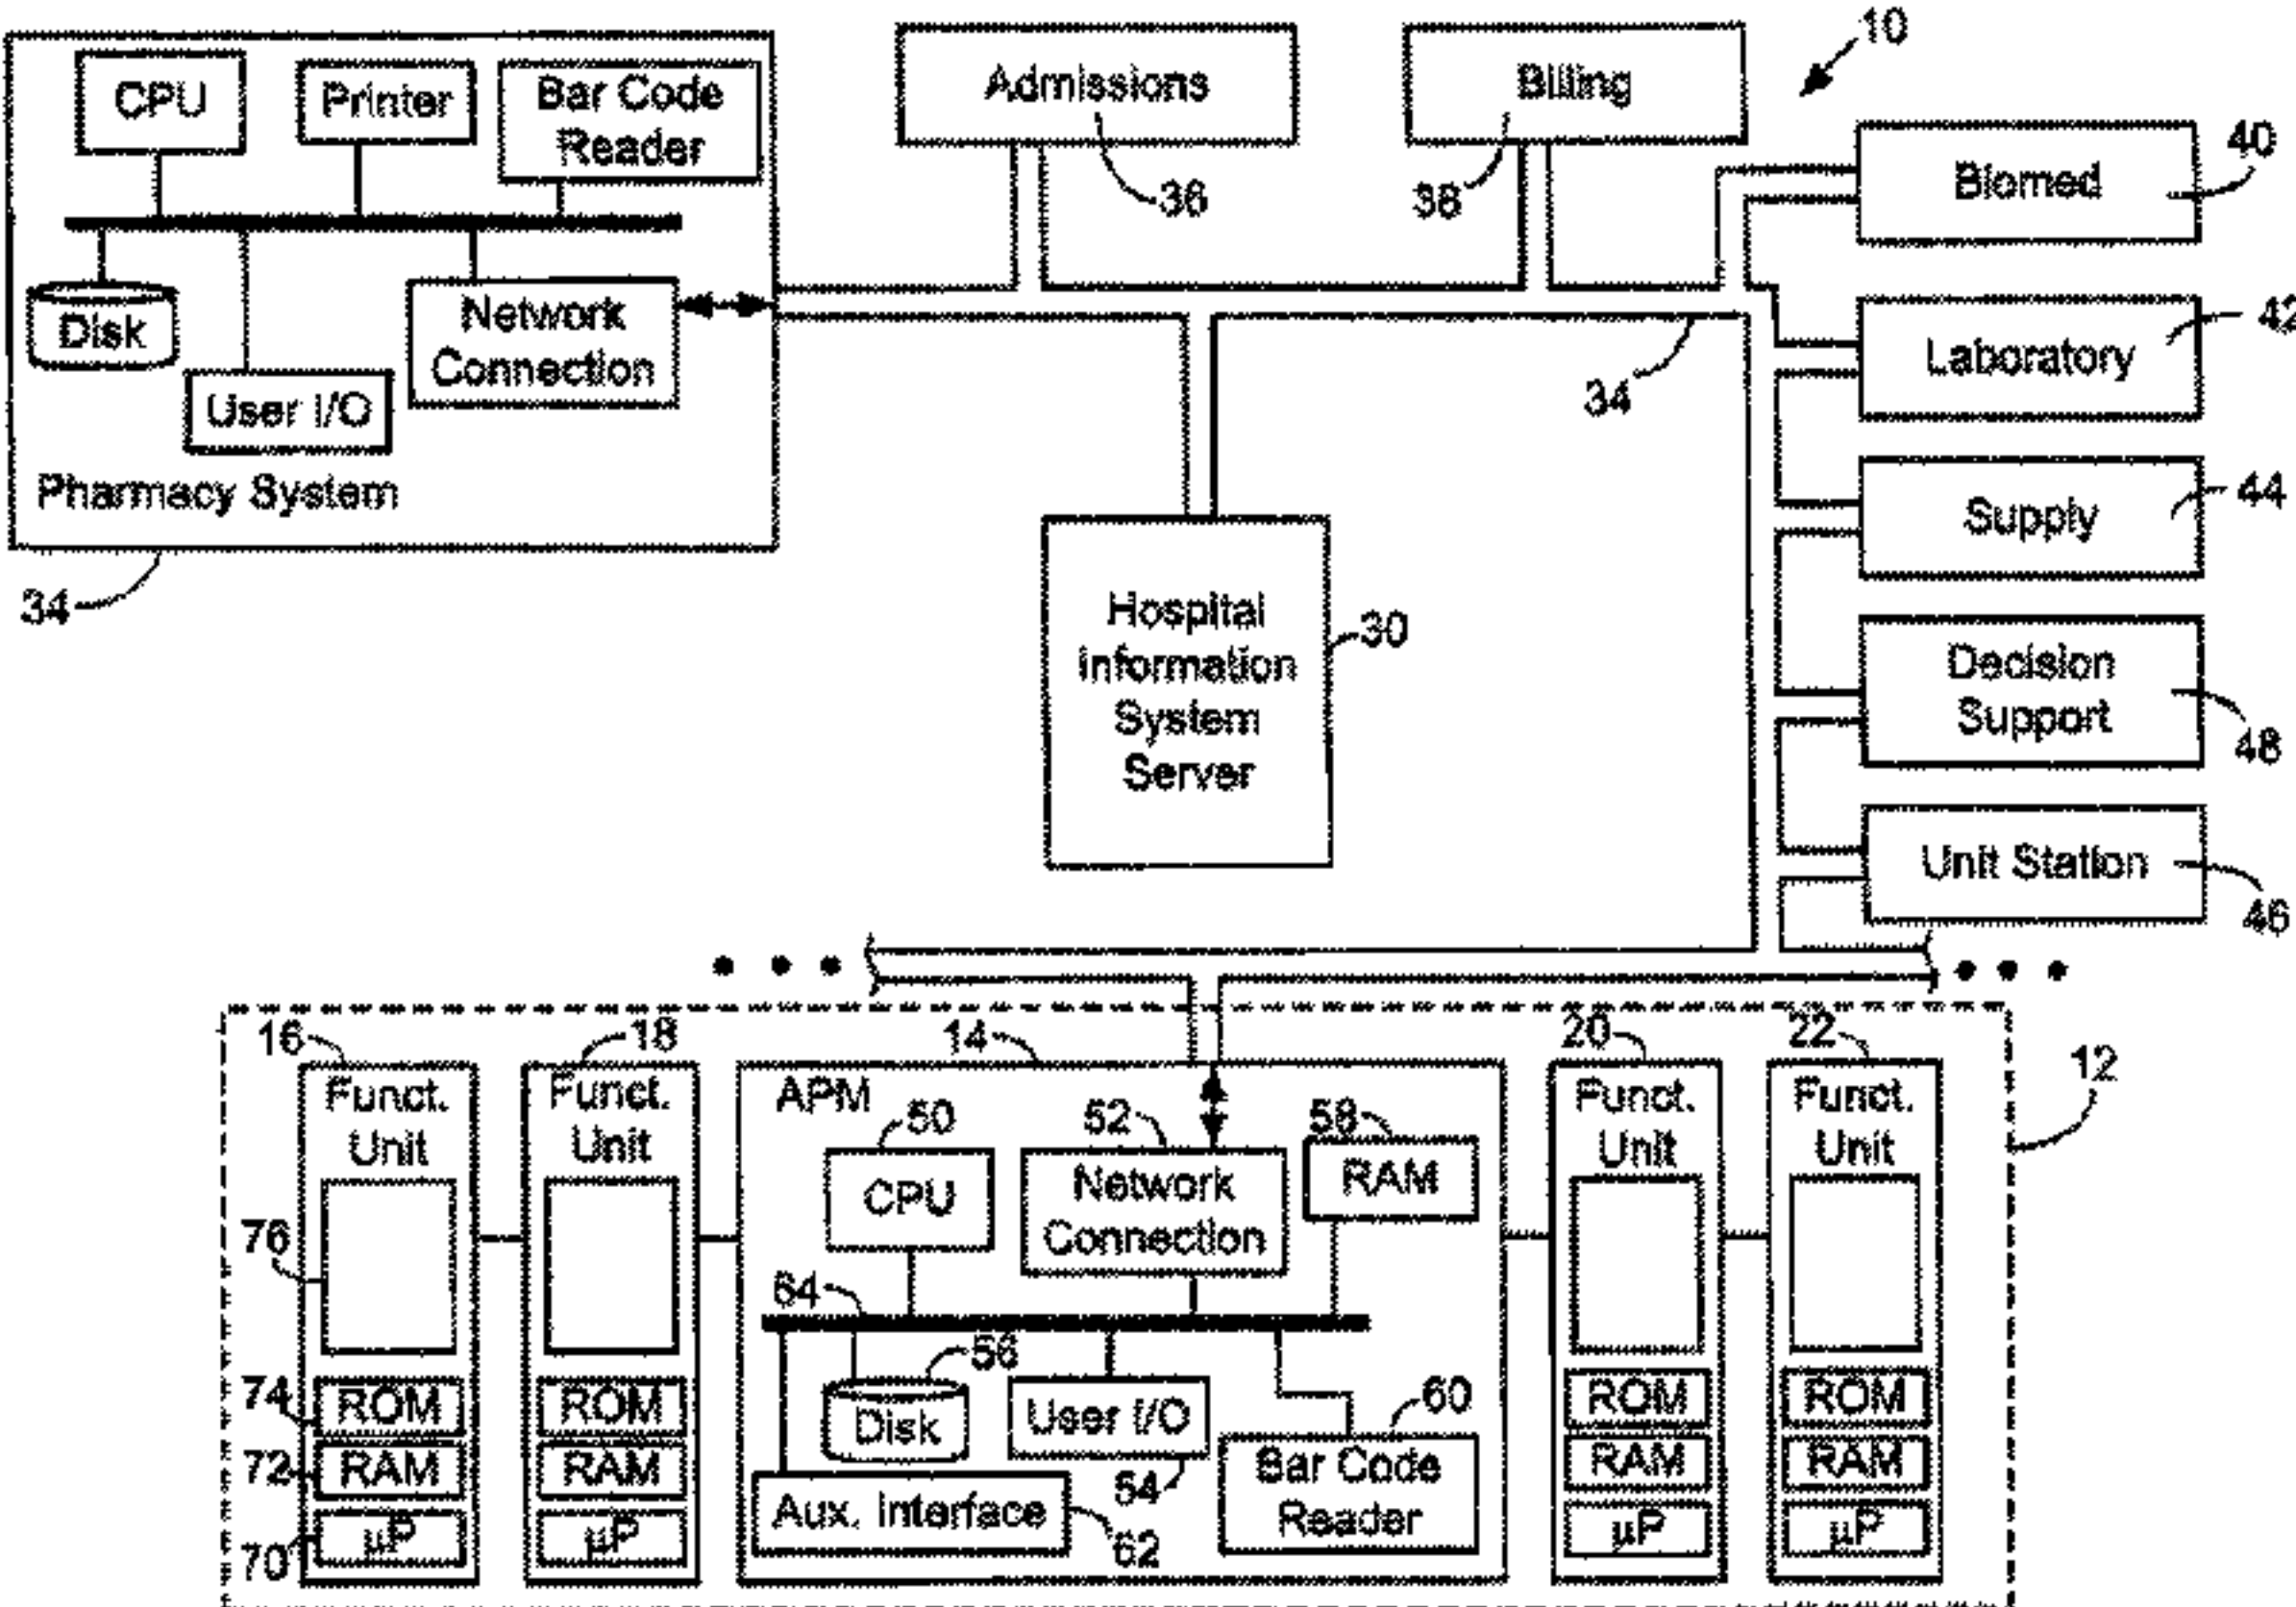 10
CPU
Printer
Bar Code
Reader
Disk
User I/O
Network
Connection
Pharmacy System
34
Admissions
36
Billing
38
Biomed
40
Laboratory
42
34
Supply
44
Decision
Support
48
Unit Station
46
Hospital
Information
System
Server
30
12
16
Funct.
Unit
76
74
ROM
72
RAM
70
µP
18
Funct.
Unit
ROM
RAM
µP
14
APM
50
CPU
52
Network
Connection
58
RAM
64
56
Disk
User I/O
54
60
Bar Code
Reader
Aux. Interface
62
20
Funct.
Unit
ROM
RAM
µP
22
Funct.
Unit
ROM
RAM
µP